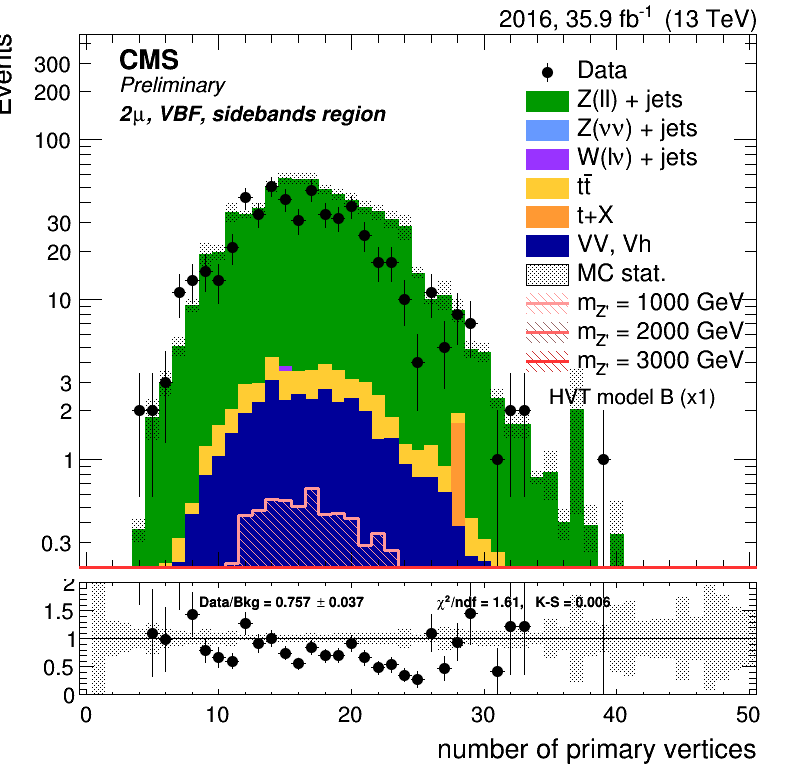 2016, 35.9 fb⁻¹ (13 TeV)
Events
CMS
Preliminary
2μ, VBF, sidebands region
Data
Z(ll) + jets
Z(νν) + jets
W(lν) + jets
tt̄
t+X
VV, Vh
MC stat.
m_Z' = 1000 GeV
m_Z' = 2000 GeV
m_Z' = 3000 GeV
HVT model B (x1)
300
200
100
30
20
10
3
2
1
0.3
Data/Bkg = 0.757 ± 0.037
χ²/ndf = 1.61, K-S = 0.006
2
1.5
1
0.5
0
0 10 20 30 40 50
number of primary vertices